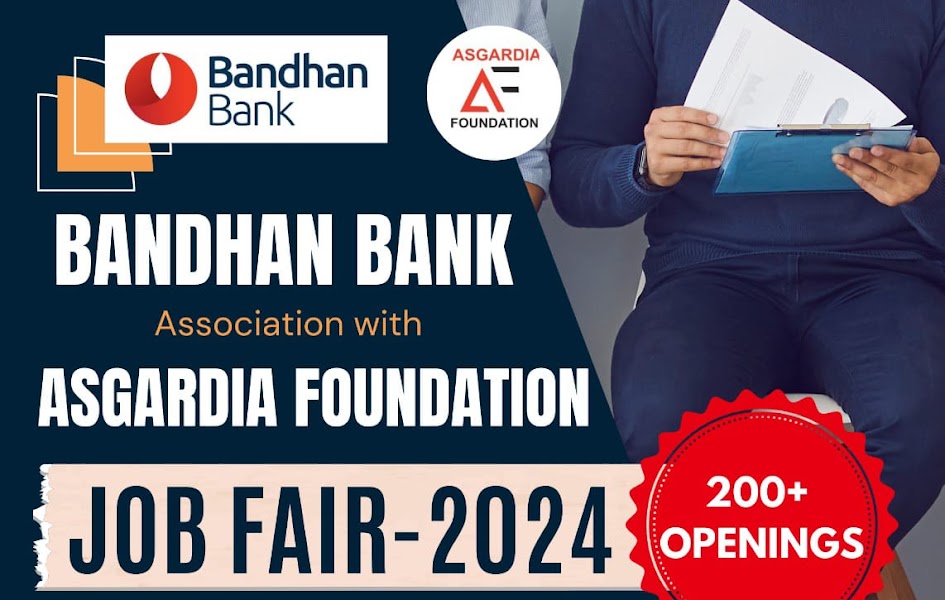 Bandhan
Bank
ASGARDIA
AF
FOUNDATION
BANDHAN BANK
Association with
ASGARDIA FOUNDATION
JOB FAIR-2024
200+
OPENINGS